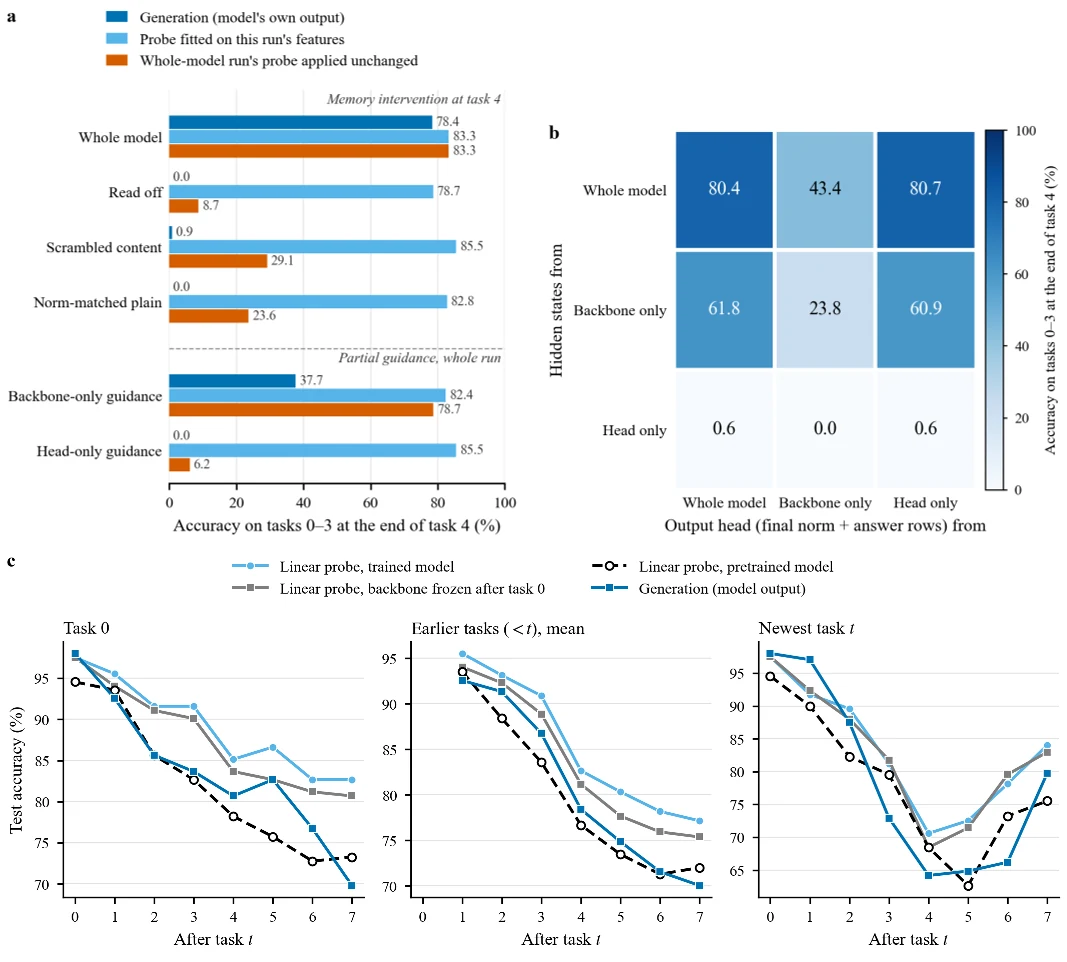 a
Generation (model's own output)
Probe fitted on this run's features
Whole-model run's probe applied unchanged
Memory intervention at task 4
Whole model
78.4
83.3
83.3
Read off
0.0
78.7
8.7
Scrambled content
0.9
85.5
29.1
Norm-matched plain
0.0
82.8
23.6
Partial guidance, whole run
Backbone-only guidance
37.7
82.4
78.7
Head-only guidance
0.0
85.5
6.2
0 20 40 60 80 100
Accuracy on tasks 0–3 at the end of task 4 (%)
b
Hidden states from
Whole model 80.4 43.4 80.7
Backbone only 61.8 23.8 60.9
Head only 0.6 0.0 0.6
Whole model Backbone only Head only
Output head (final norm + answer rows) from
100
80
60
40
20
0
Accuracy on tasks 0–3 at the end of task 4 (%)
c
Linear probe, trained model
Linear probe, backbone frozen after task 0
Linear probe, pretrained model
Generation (model output)
Task 0
Test accuracy (%)
95
90
85
80
75
70
0 1 2 3 4 5 6 7
After task t
Earlier tasks (<t), mean
95
90
85
80
75
70
0 1 2 3 4 5 6 7
After task t
Newest task t
95
90
85
80
75
70
65
0 1 2 3 4 5 6 7
After task t